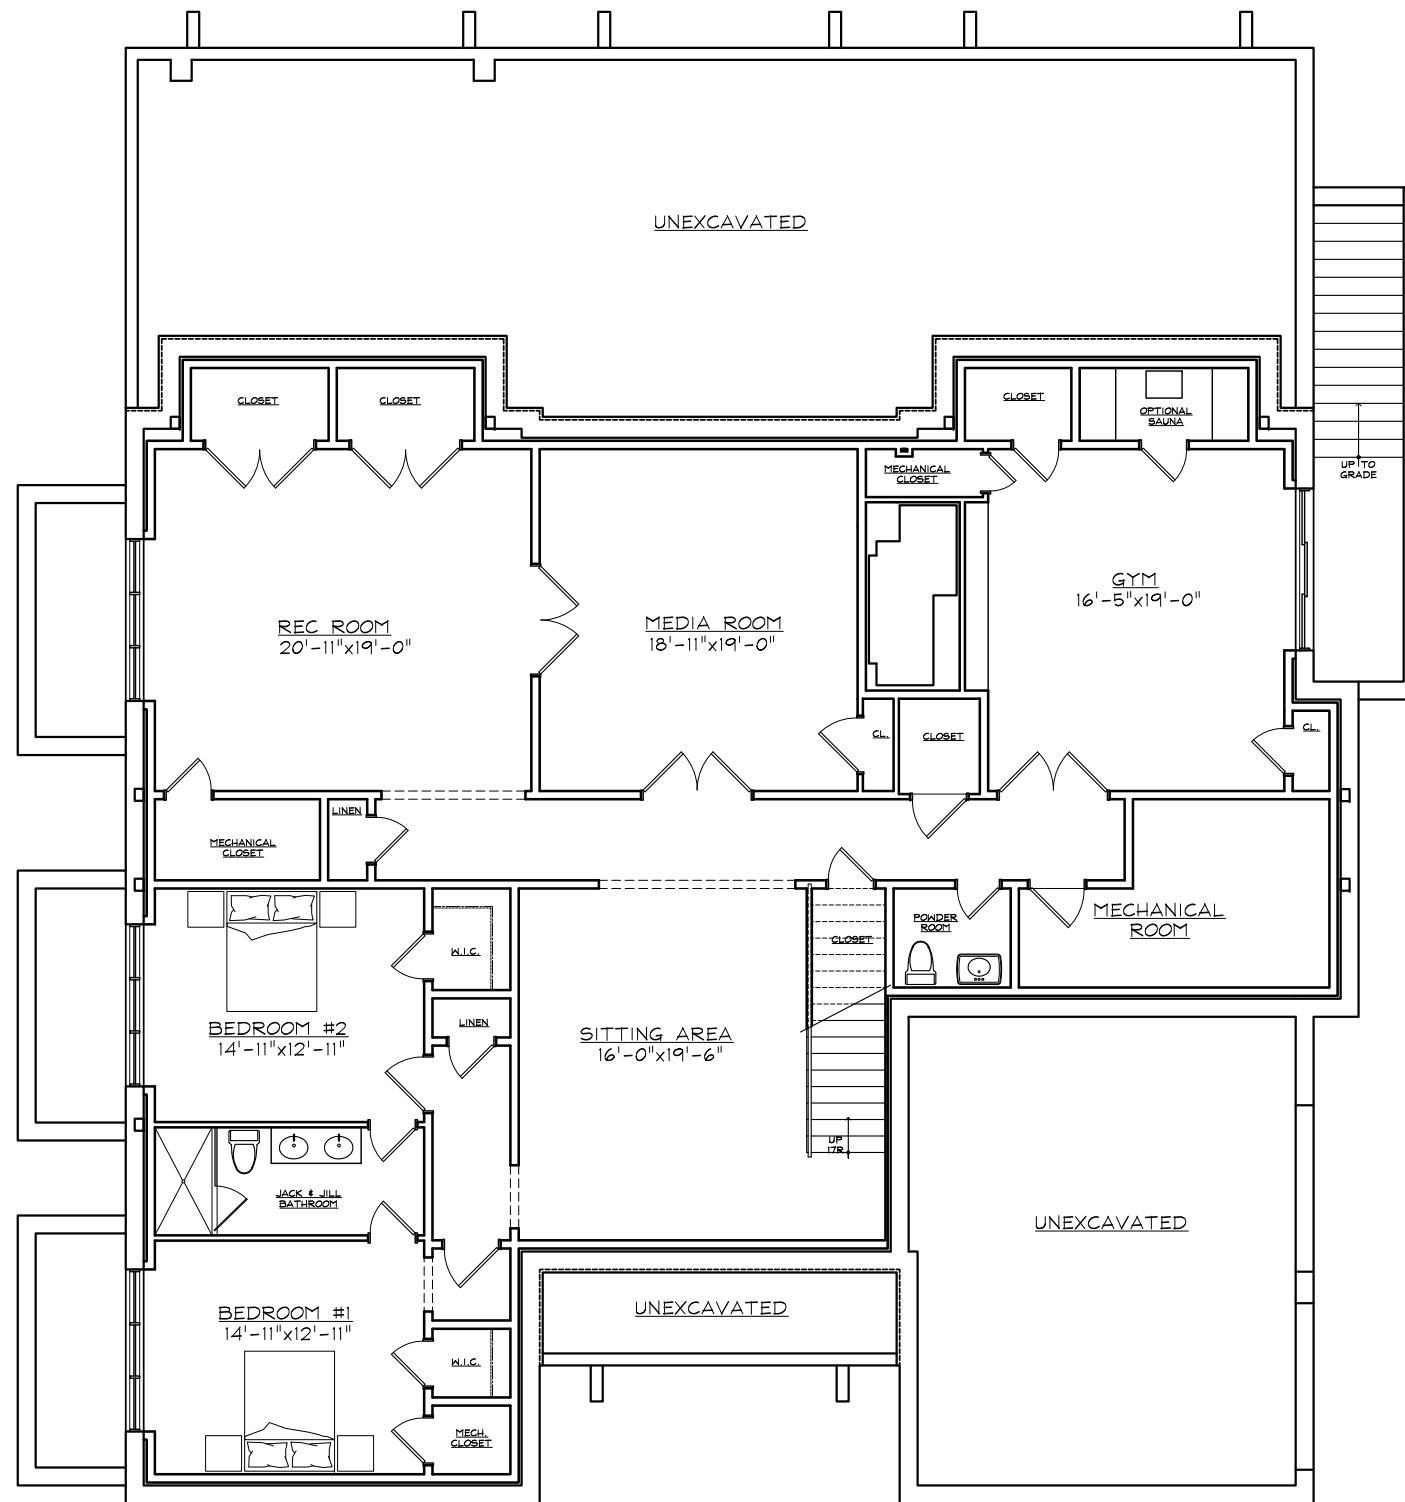 UNEXCAVATED
CLOSET
CLOSET
CLOSET
OPTIONAL
SAUNA
MECHANICAL
CLOSET
UP TO
GRADE
GYM
16'-5"x19'-0"
REC ROOM
20'-11"x19'-0"
MEDIA ROOM
18'-11"x19'-0"
CL.
CLOSET
CL.
LINEN
MECHANICAL
CLOSET
MECHANICAL
ROOM
POWDER
ROOM
CLOSET
W.I.C.
LINEN
BEDROOM #2
14'-11"x12'-11"
SITTING AREA
16'-0"x19'-6"
UP
17R
JACK & JILL
BATHROOM
UNEXCAVATED
BEDROOM #1
14'-11"x12'-11"
UNEXCAVATED
W.I.C.
MECH.
CLOSET